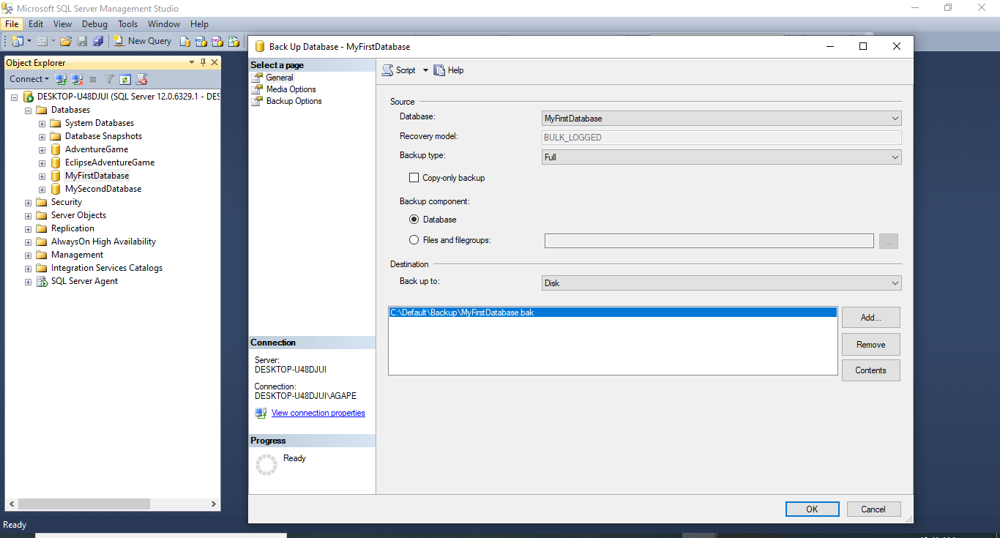 Microsoft SQL Server Management Studio
File Edit View Debug Tools Window Help
New Query
Object Explorer
Connect
DESKTOP-U48DJUI (SQL Server 12.0.6329.1 - DES
Databases
System Databases
Database Snapshots
AdventureGame
EclipseAdventureGame
MyFirstDatabase
MySecondDatabase
Security
Server Objects
Replication
AlwaysOn High Availability
Management
Integration Services Catalogs
SQL Server Agent
Ready
Back Up Database - MyFirstDatabase
Select a page
General
Media Options
Backup Options
Connection
Server:
DESKTOP-U48DJUI
Connection:
DESKTOP-U48DJUI\AGAPE
View connection properties
Progress
Ready
Script Help
Source
Database: MyFirstDatabase
Recovery model: BULK_LOGGED
Backup type: Full
Copy-only backup
Backup component:
Database
Files and filegroups: ...
Destination
Back up to: Disk
C:\Default\Backup\MyFirstDatabase.bak
Add...
Remove
Contents
OK Cancel